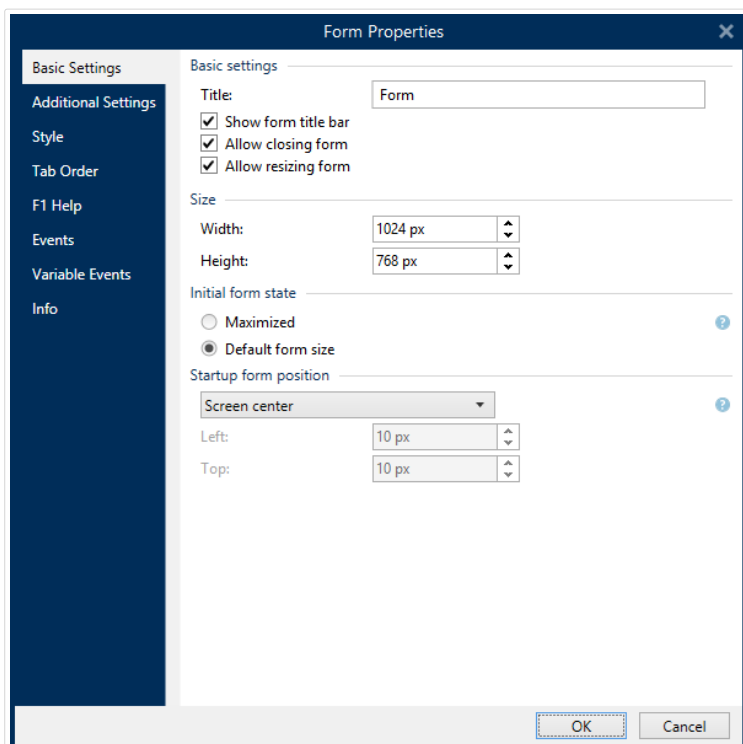 Form Properties
Basic Settings
Additional Settings
Style
Tab Order
F1 Help
Events
Variable Events
Info
Basic settings
Title: Form
Show form title bar
Allow closing form
Allow resizing form
Size
Width: 1024 px
Height: 768 px
Initial form state
Maximized ?
Default form size
Startup form position
Screen center ?
Left: 10 px
Top: 10 px
OK Cancel